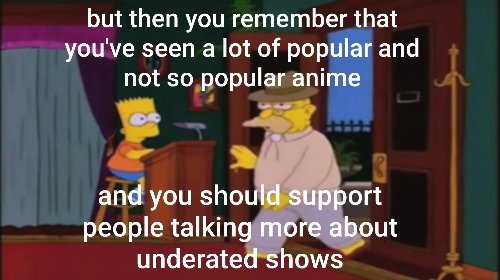 but then you remember that
you've seen a lot of popular and
not so popular anime
and you should support
people talking more about
underated shows